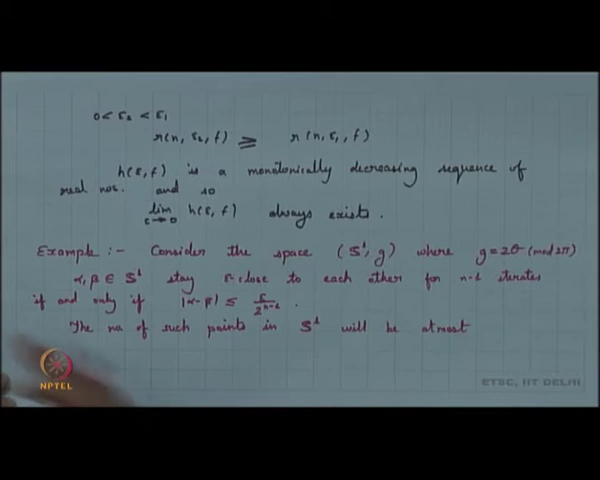 0 < ε₂ < ε₁
r(n, ε₂, f) ≥ r(n, ε₁, f)
h(ε, f) is a monotonically decreasing sequence of
real nos. and so
lim ε→0 h(ε, f) always exists.
Example :- Consider the space (S¹, g) where g = 2θ (mod 2π)
α, β ∈ S¹ stay ε-close to each other for n-1 iterates
if and only if |α - β| ≤ ε/2ⁿ⁻¹ .
The no of such points in S¹ will be atmost
NPTEL
ETSC, IIT DELHI